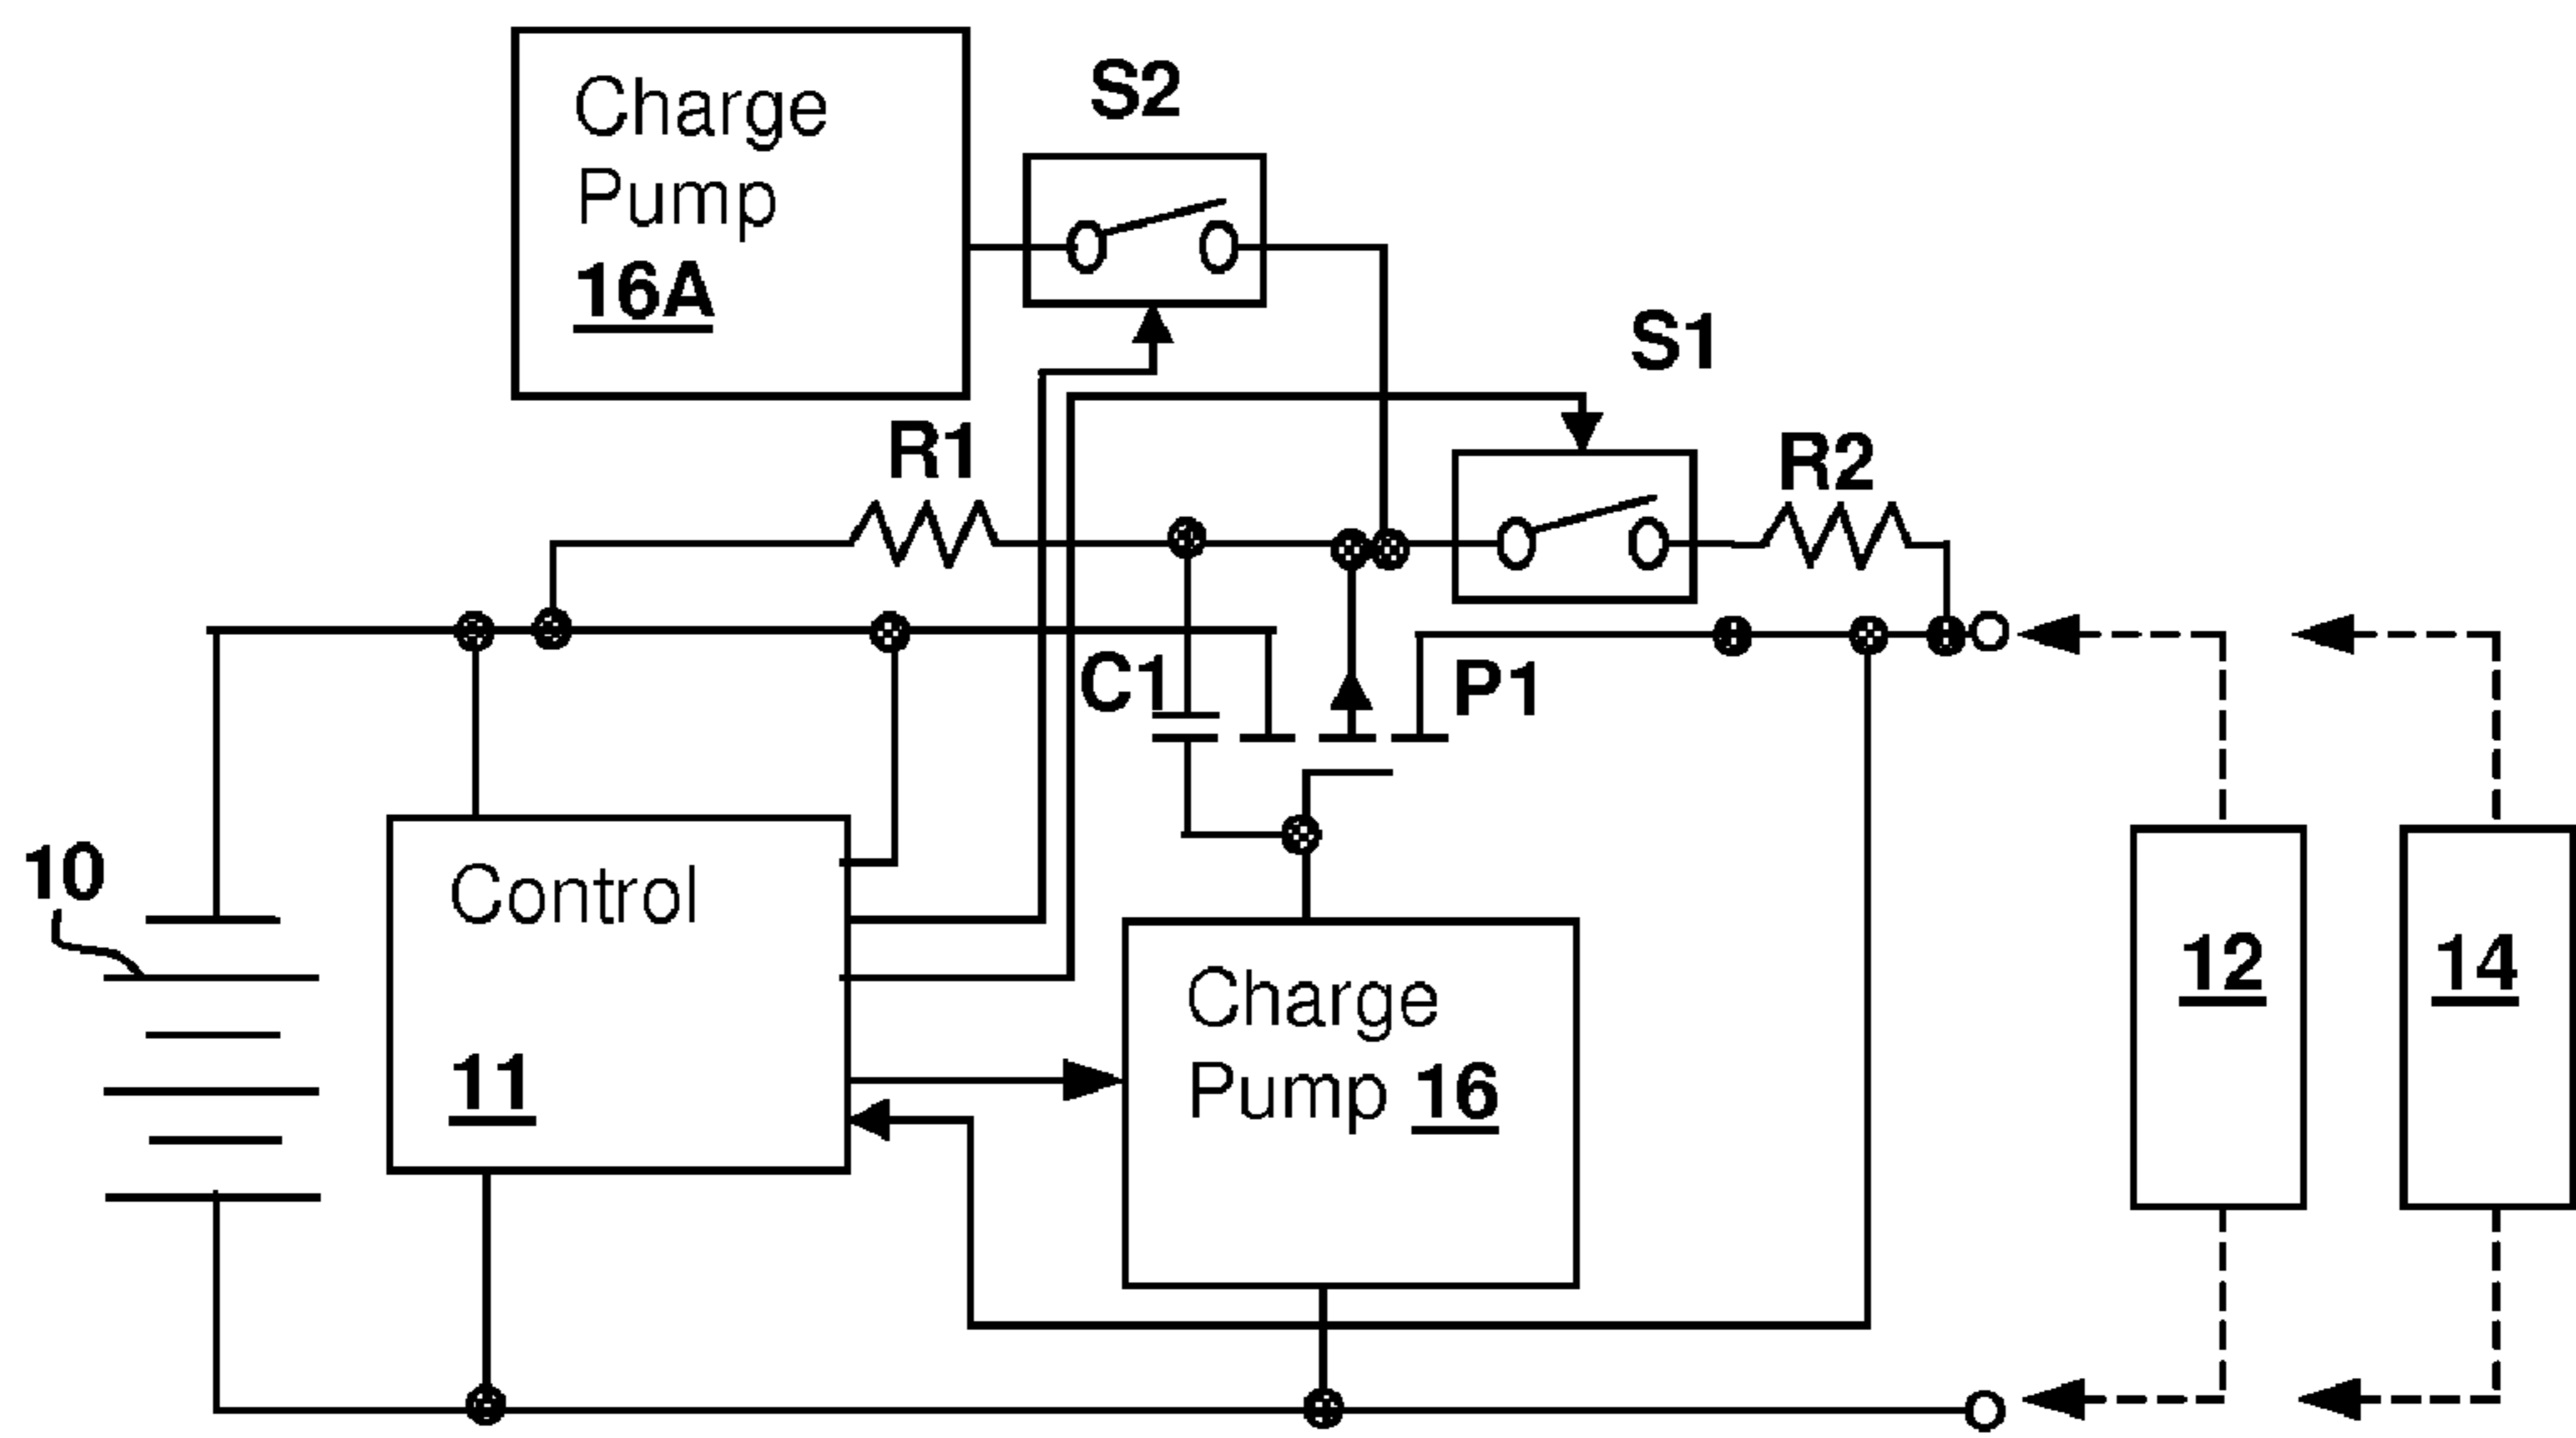 Charge
Pump
16A
S2
S1
R1
R2
C1
P1
10
Control
11
Charge
Pump 16
12
14